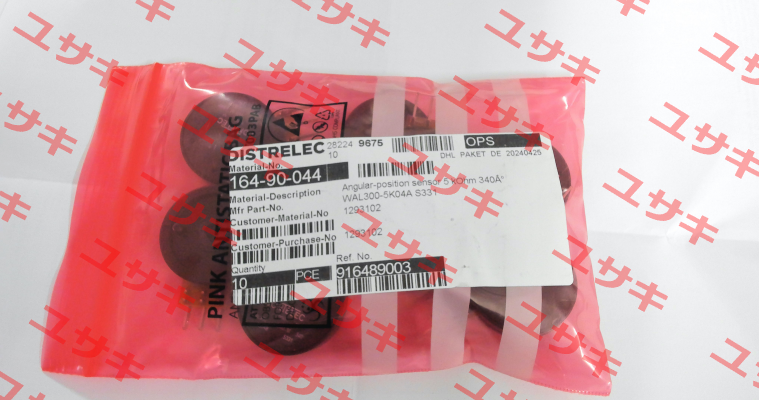 DISTRELEC
28224 9675
10
OPS
DHL PAKET DE 20240425
Material-No.
164-90-044
Angular-position sensor 5 kOhm 340Â°
Material-Description
WAL300-5K04A S331
Mfr Part-No.
1293102
Customer-Material-No
Customer-Purchase-No
1293102
Quantity
10 PCE
Ref. No.
916489003
PINK ANTISTATIC BAG
ユサキ